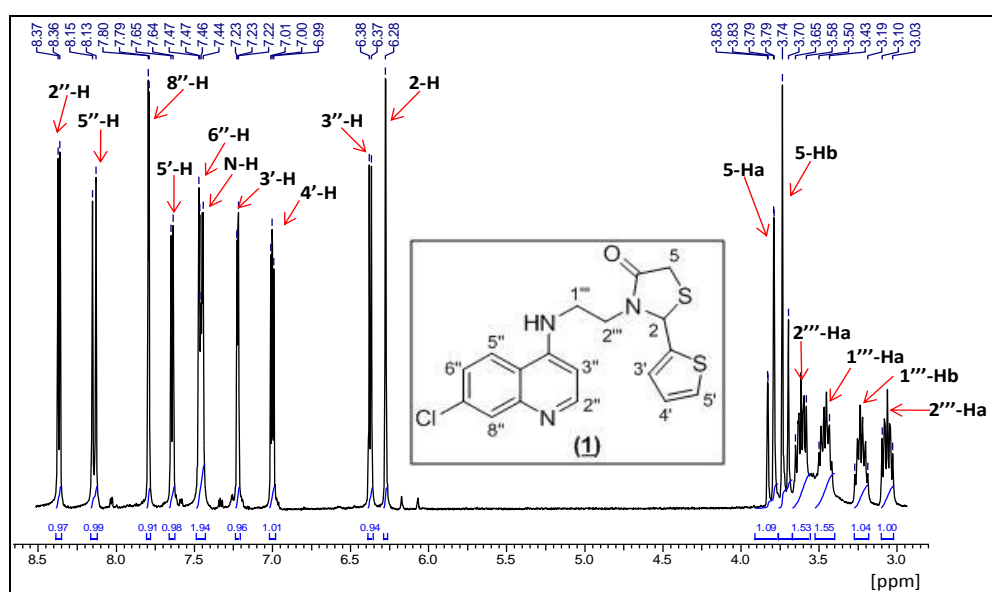 8.37 8.36 8.15 8.13 7.80 7.79 7.65 7.64 7.47 7.47 7.46 7.44 7.23 7.23 7.22 7.01 7.00 6.99 6.38 6.37 6.28 3.83 3.83 3.79 3.79 3.74 3.70 3.65 3.58 3.50 3.43 3.19 3.10 3.03
2''-H
5''-H
8''-H
5'-H
6''-H
N-H
3'-H
4'-H
3''-H
2-H
5-Ha
5-Hb
2'''-Ha
1'''-Ha
1'''-Hb
2'''-Ha
O
5
1''''
N
S
HN
2'''
2
5''
S
6''
3''
3'
5'
4'
Cl
2''
8''
N
(1)
0.97 0.99 0.91 0.98 1.94 0.96 1.01 0.94 1.09 1.53 1.55 1.04 1.00
8.5 8.0 7.5 7.0 6.5 6.0 5.5 5.0 4.5 4.0 3.5 3.0
[ppm]